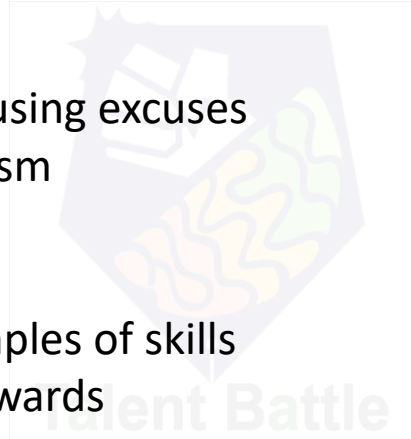 using excuses
sm
ples of skills
wards
Talent Battle